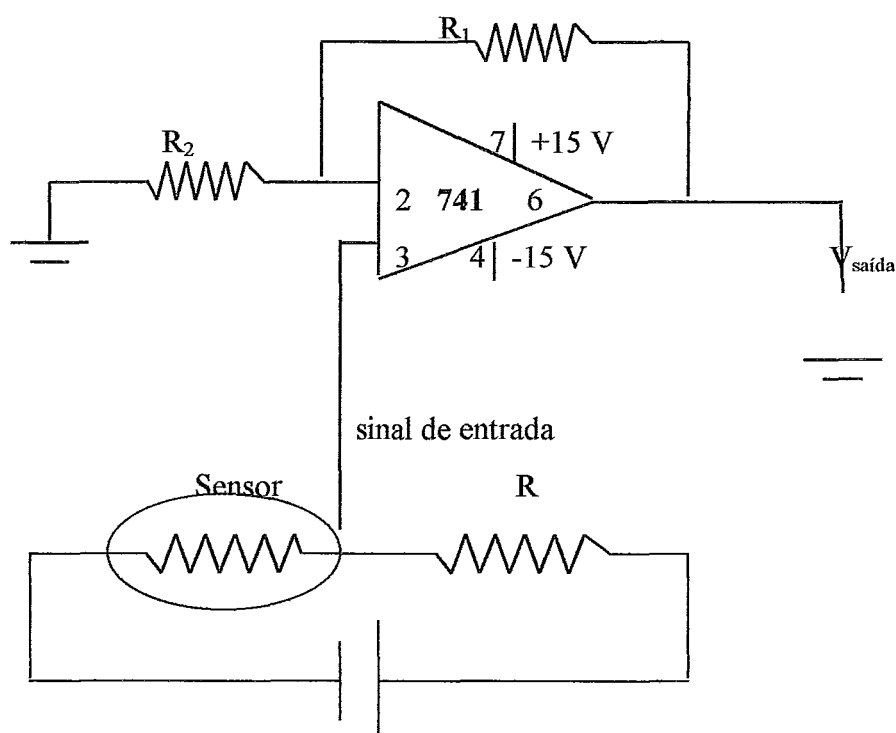 R₁
R₂
7 +15 V
2 741 6
3 4 -15 V
Vsaída
sinal de entrada
Sensor R